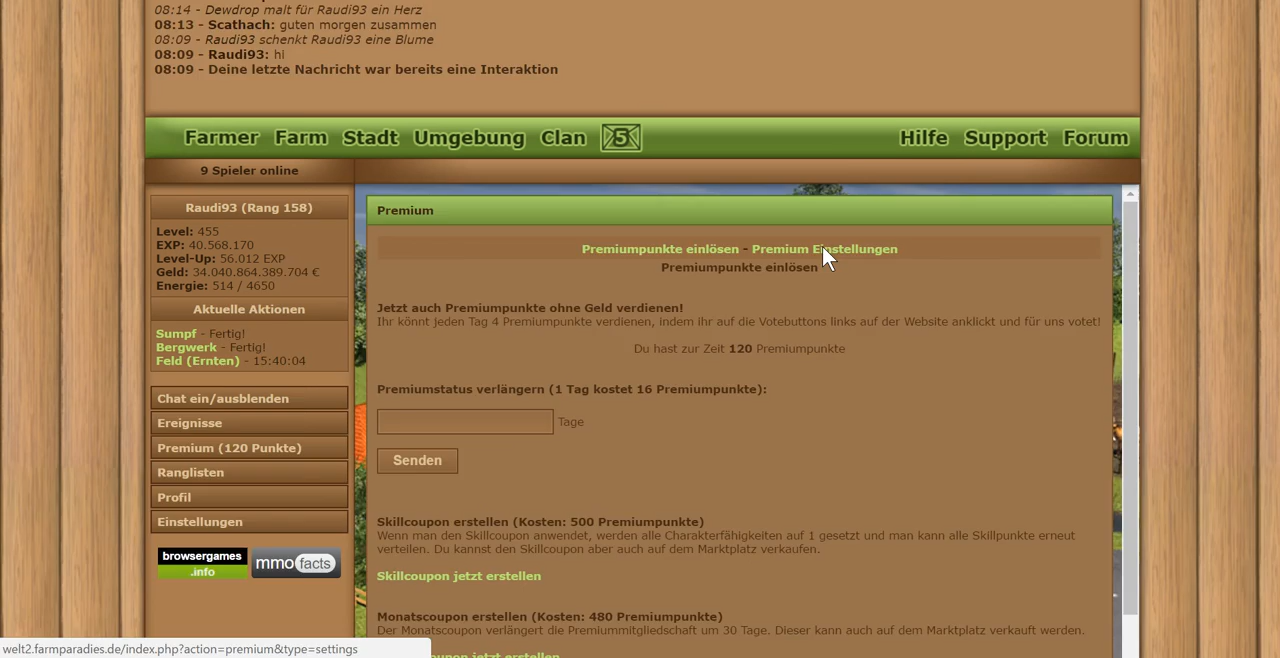 08:14 - Dewdrop malt für Raudi93 ein Herz
08:13 - Scathach: guten morgen zusammen
08:09 - Raudi93 schenkt Raudi93 eine Blume
08:09 - Raudi93: hi
08:09 - Deine letzte Nachricht war bereits eine Interaktion
Farmer Farm Stadt Umgebung Clan 5 Hilfe Support Forum
9 Spieler online
Raudi93 (Rang 158)
Level: 455
EXP: 40.568.170
Level-Up: 56.012 EXP
Geld: 34.040.864.389.704 €
Energie: 514 / 4650
Aktuelle Aktionen
Sumpf - Fertig!
Bergwerk - Fertig!
Feld (Ernten) - 15:40:04
Chat ein/ausblenden
Ereignisse
Premium (120 Punkte)
Ranglisten
Profil
Einstellungen
browsergames
.info
mmo facts
Premium
Premiumpunkte einlösen - Premium Einstellungen
Premiumpunkte einlösen
Jetzt auch Premiumpunkte ohne Geld verdienen!
Ihr könnt jeden Tag 4 Premiumpunkte verdienen, indem ihr auf die Votebuttons links auf der Website anklickt und für uns votet!
Du hast zur Zeit 120 Premiumpunkte
Premiumstatus verlängern (1 Tag kostet 16 Premiumpunkte):
Tage
Senden
Skillcoupon erstellen (Kosten: 500 Premiumpunkte)
Wenn man den Skillcoupon anwendet, werden alle Charakterfähigkeiten auf 1 gesetzt und man kann alle Skillpunkte erneut
verteilen. Du kannst den Skillcoupon aber auch auf dem Marktplatz verkaufen.
Skillcoupon jetzt erstellen
Monatscoupon erstellen (Kosten: 480 Premiumpunkte)
Der Monatscoupon verlängert die Premiummitgliedschaft um 30 Tage. Dieser kann auch auf dem Marktplatz verkauft werden.
oupon jetzt erstellen
welt2.farmparadies.de/index.php?action=premium&type=settings